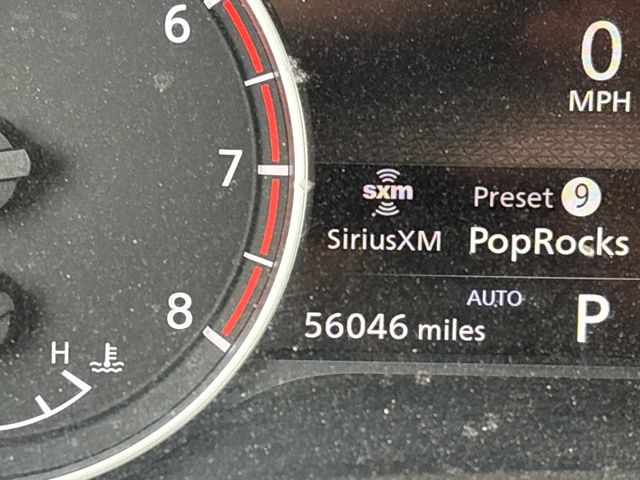 6
7
8
H
0
MPH
sxm
Preset 9
SiriusXM PopRocks
AUTO
56046 miles
P